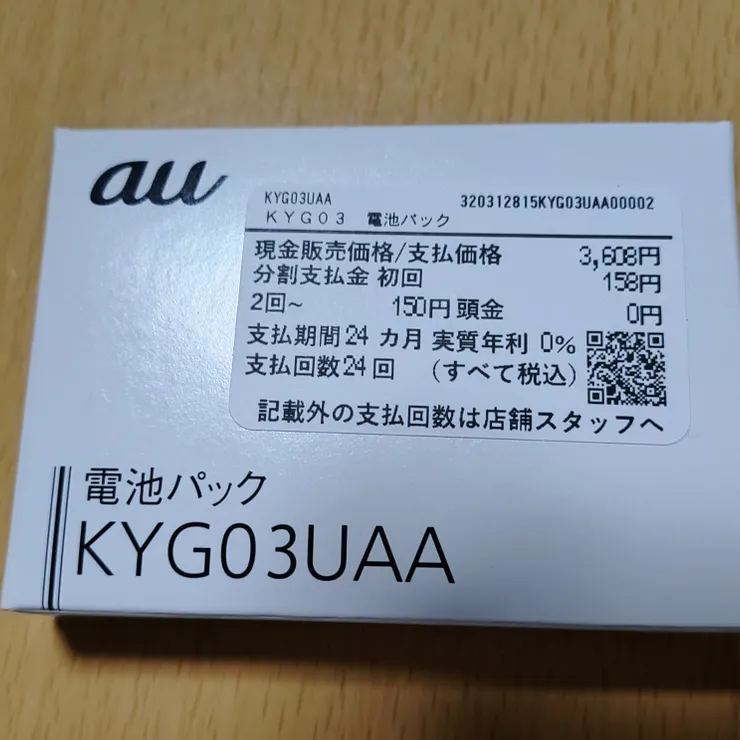 au
KYG03UAA 320312815KYG03UAA00002
ＫＹＧ０３ 電池パック
現金販売価格/支払価格 3,608円
分割支払金 初回 158円
2回~ 150円 頭金 0円
支払期間24 カ月 実質年利 0%
支払回数24 回 (すべて税込)
記載外の支払回数は店舗スタッフへ
電池パック
KYG03UAA